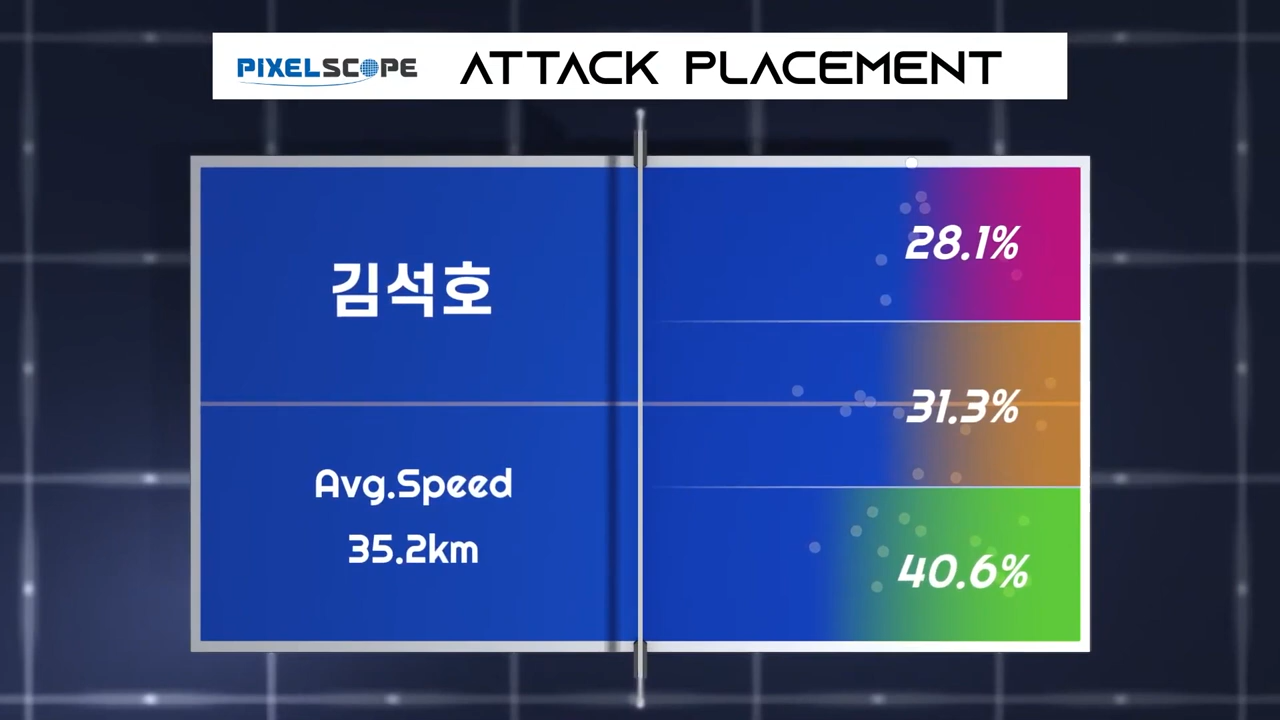 PIXELSCOPE ATTACK PLACEMENT
김석호
Avg.Speed
35.2km
28.1%
31.3%
40.6%